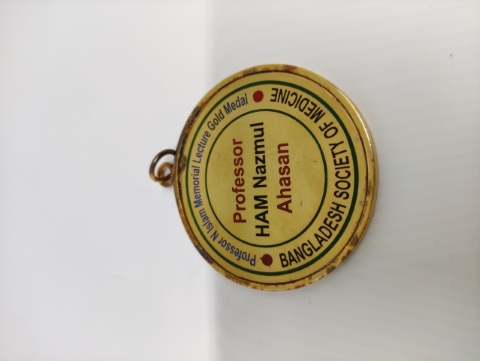 Professor N Islam Memorial Lecture Gold Medal
Professor
HAM Nazmul
Ahasan
BANGLADESH SOCIETY OF MEDICINE